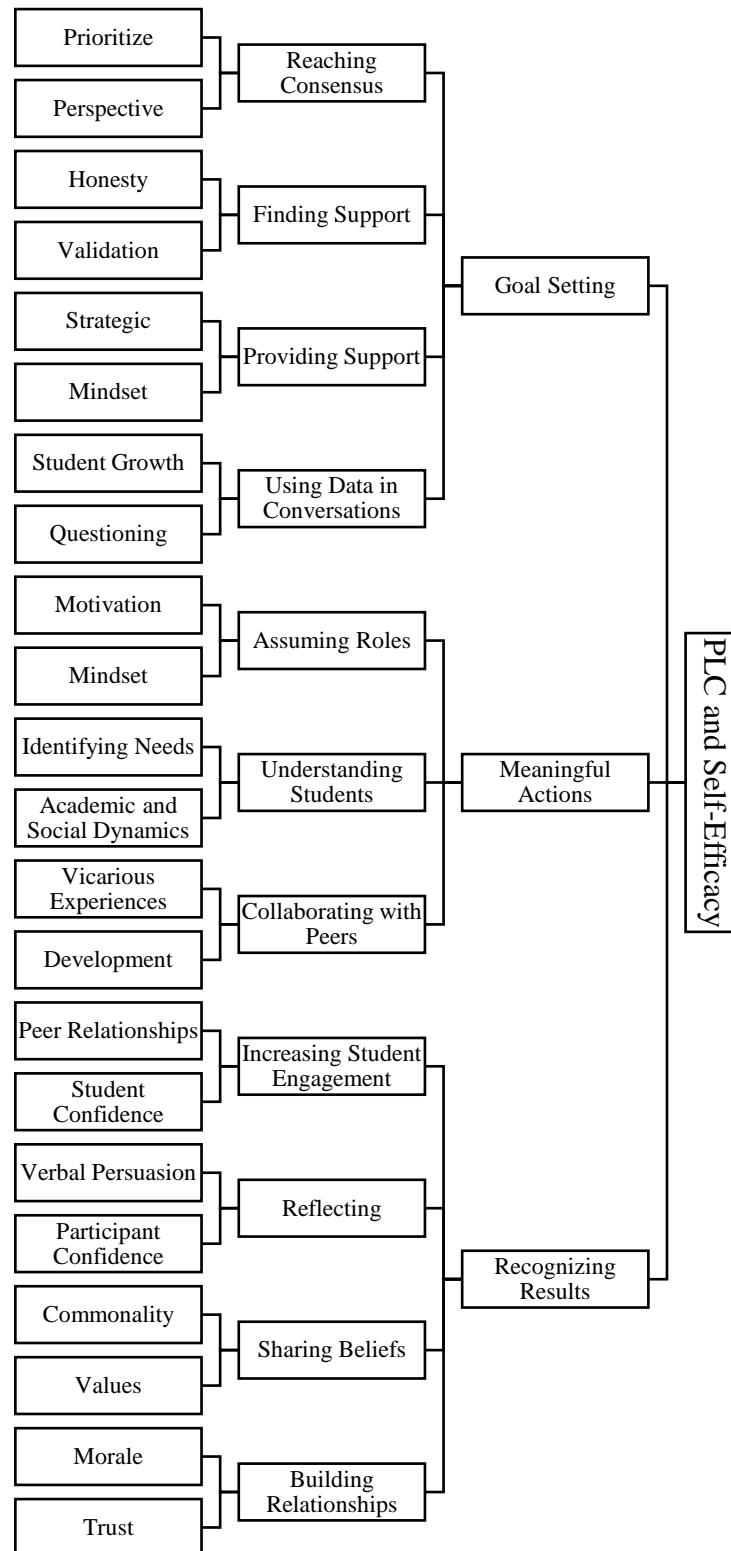 Prioritize
Perspective
Reaching
Consensus
Honesty
Validation
Finding Support
Strategic
Mindset
Providing Support
Student Growth
Questioning
Using Data in
Conversations
Goal Setting
Motivation
Mindset
Assuming Roles
Identifying Needs
Academic and
Social Dynamics
Understanding
Students
Vicarious
Experiences
Development
Collaborating with
Peers
Meaningful
Actions
Peer Relationships
Student
Confidence
Increasing Student
Engagement
Verbal Persuasion
Participant
Confidence
Reflecting
Commonality
Values
Sharing Beliefs
Morale
Trust
Building
Relationships
Recognizing
Results
PLC and Self-Efficacy